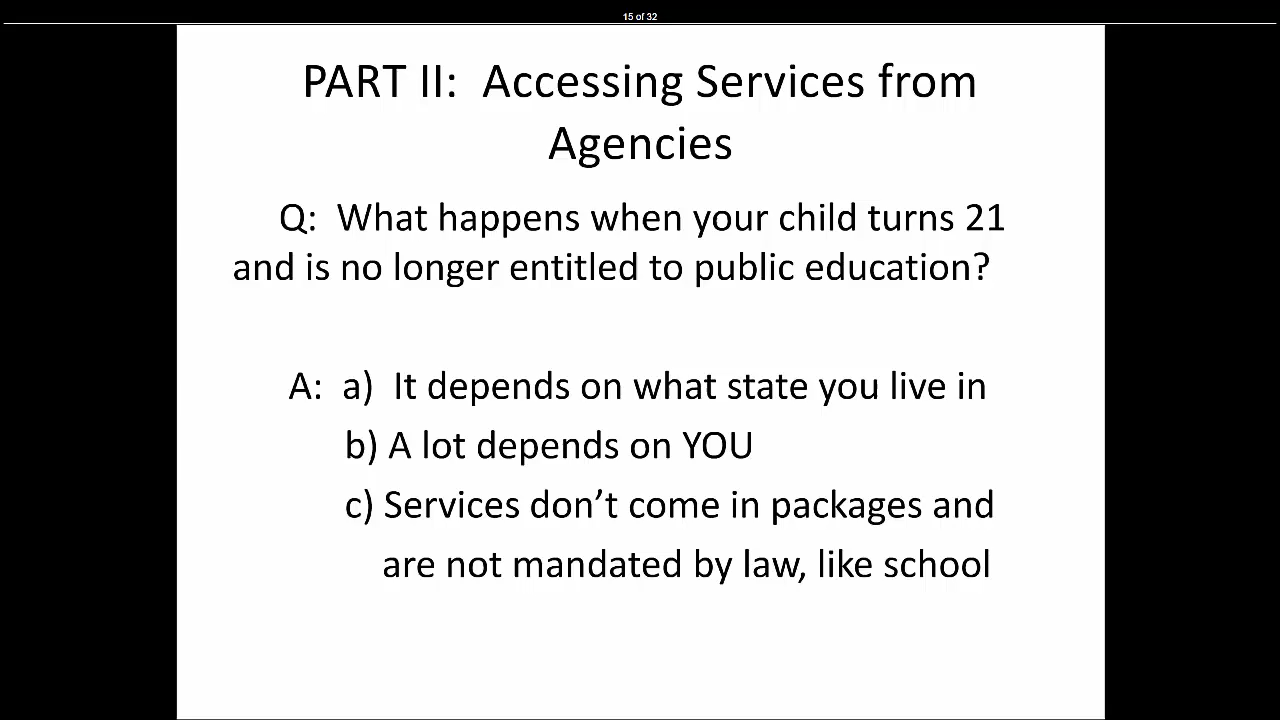 15 of 32
PART II:  Accessing Services from
Agencies
Q:  What happens when your child turns 21
and is no longer entitled to public education?
A:  a)  It depends on what state you live in
b) A lot depends on YOU
c) Services don’t come in packages and
are not mandated by law, like school